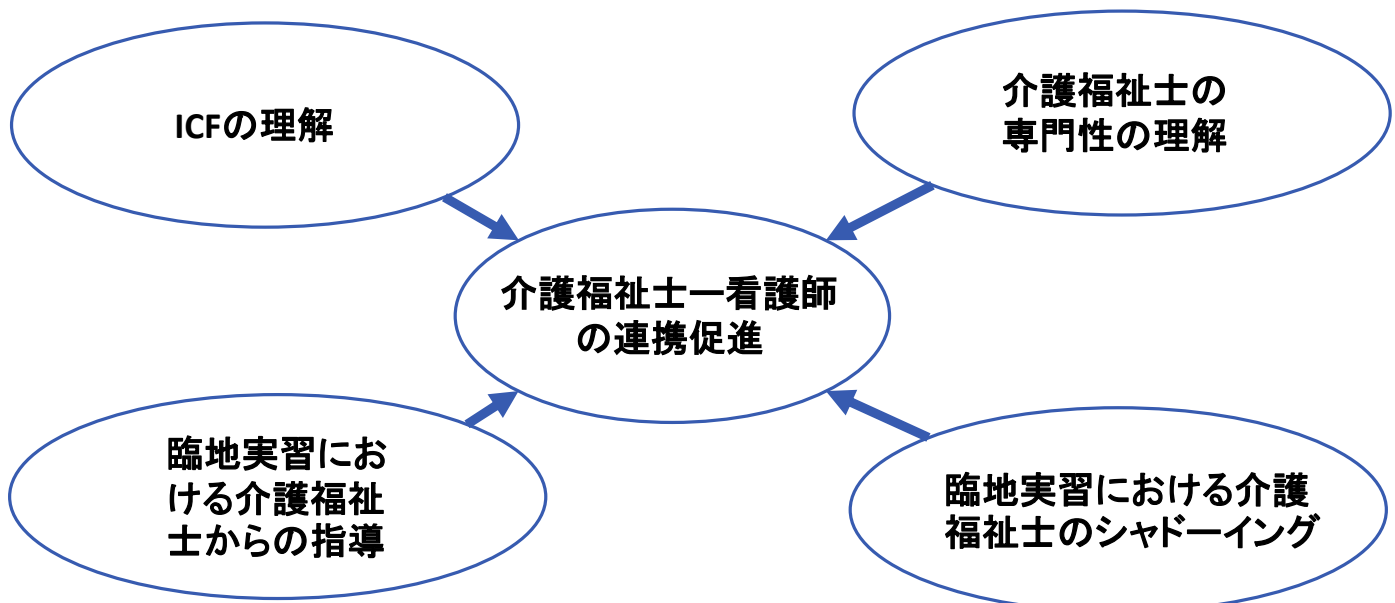 ICFの理解
介護福祉士の
専門性の理解
介護福祉士―看護師
の連携促進
臨地実習にお
ける介護福祉
士からの指導
臨地実習における介護
福祉士のシャドーイング